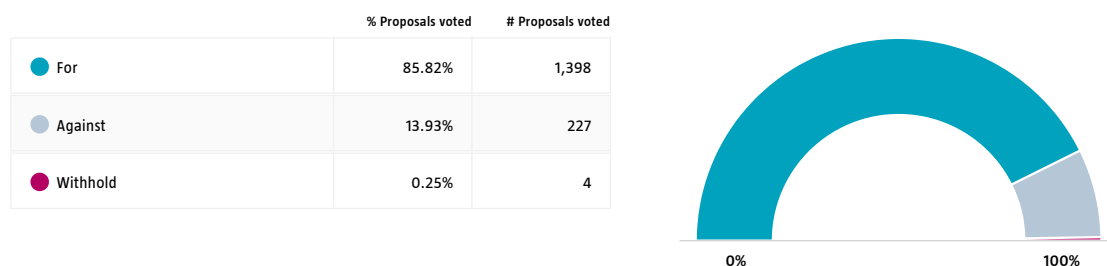 % Proposals voted # Proposals voted
For 85.82% 1,398
Against 13.93% 227
Withhold 0.25% 4
0% 100%